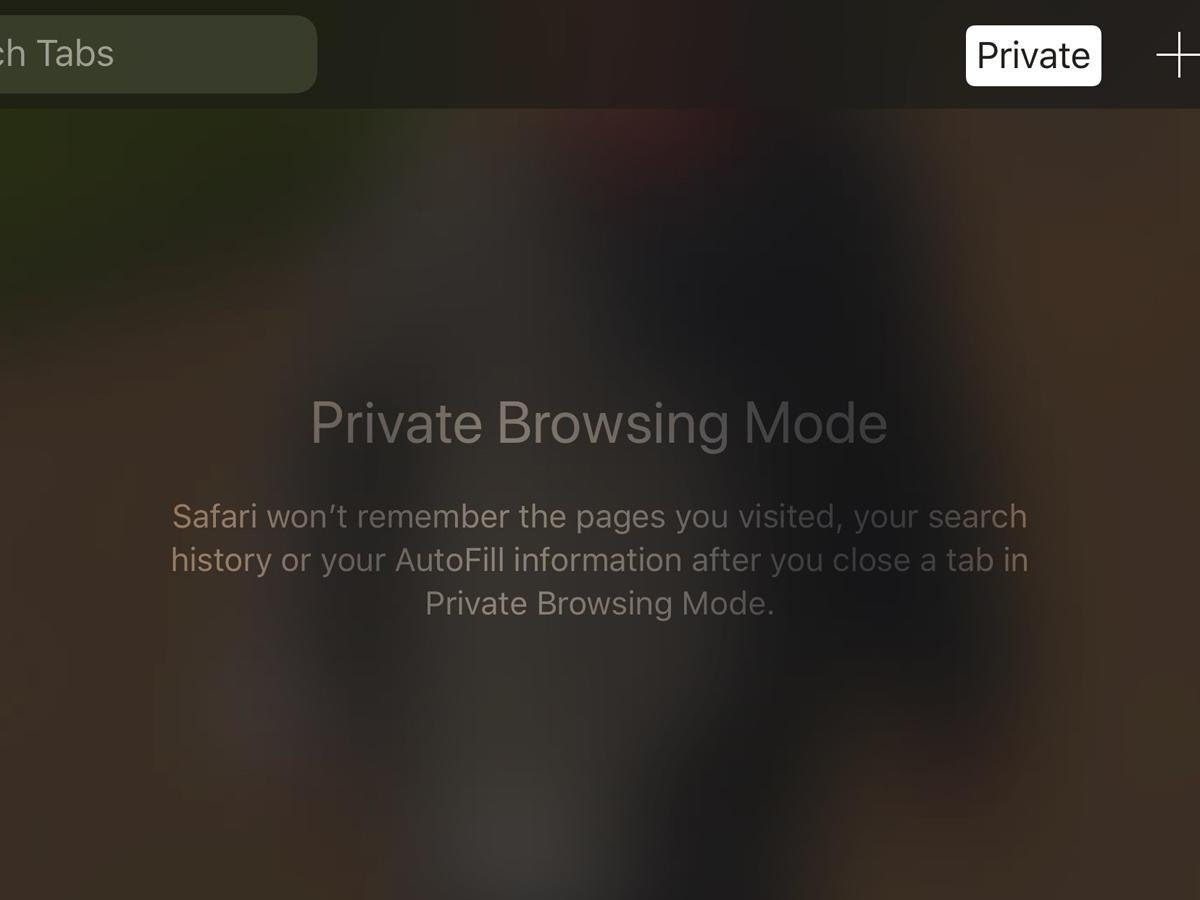 ch Tabs
Private
Private Browsing Mode
Safari won’t remember the pages you visited, your search
history or your AutoFill information after you close a tab in
Private Browsing Mode.